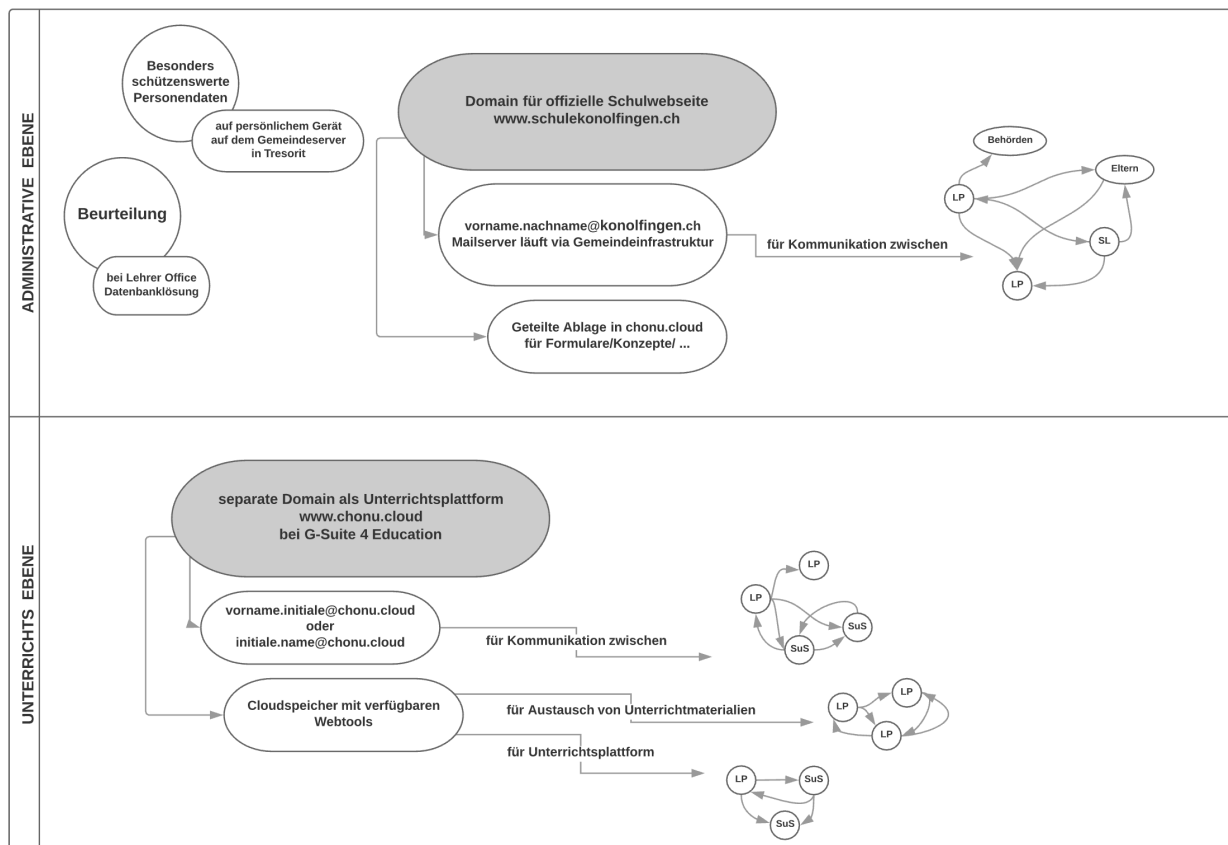 ADMINISTRATIVE EBENE
Besonders
schützenswerte
Personendaten
auf persönlichem Gerät
auf dem Gemeindeserver
in Tresorit
Beurteilung
bei Lehrer Office
Datenbanklösung
Domain für offizielle Schulwebseite
www.schulekonolfingen.ch
vorname.nachname@konolfingen.ch
Mailserver läuft via Gemeindeinfrastruktur
für Kommunikation zwischen
Geteilte Ablage in chonu.cloud
für Formulare/Konzepte/ ...
Behörden
Eltern
LP
SL
LP
UNTERRICHTS EBENE
separate Domain als Unterrichtsplattform
www.chonu.cloud
bei G-Suite 4 Education
vorname.initiale@chonu.cloud
oder
initiale.name@chonu.cloud
für Kommunikation zwischen
LP
LP
SuS
SuS
Cloudspeicher mit verfügbaren
Webtools
für Austausch von Unterrichtmaterialien
LP
LP
LP
für Unterrichtsplattform
LP
SuS
SuS